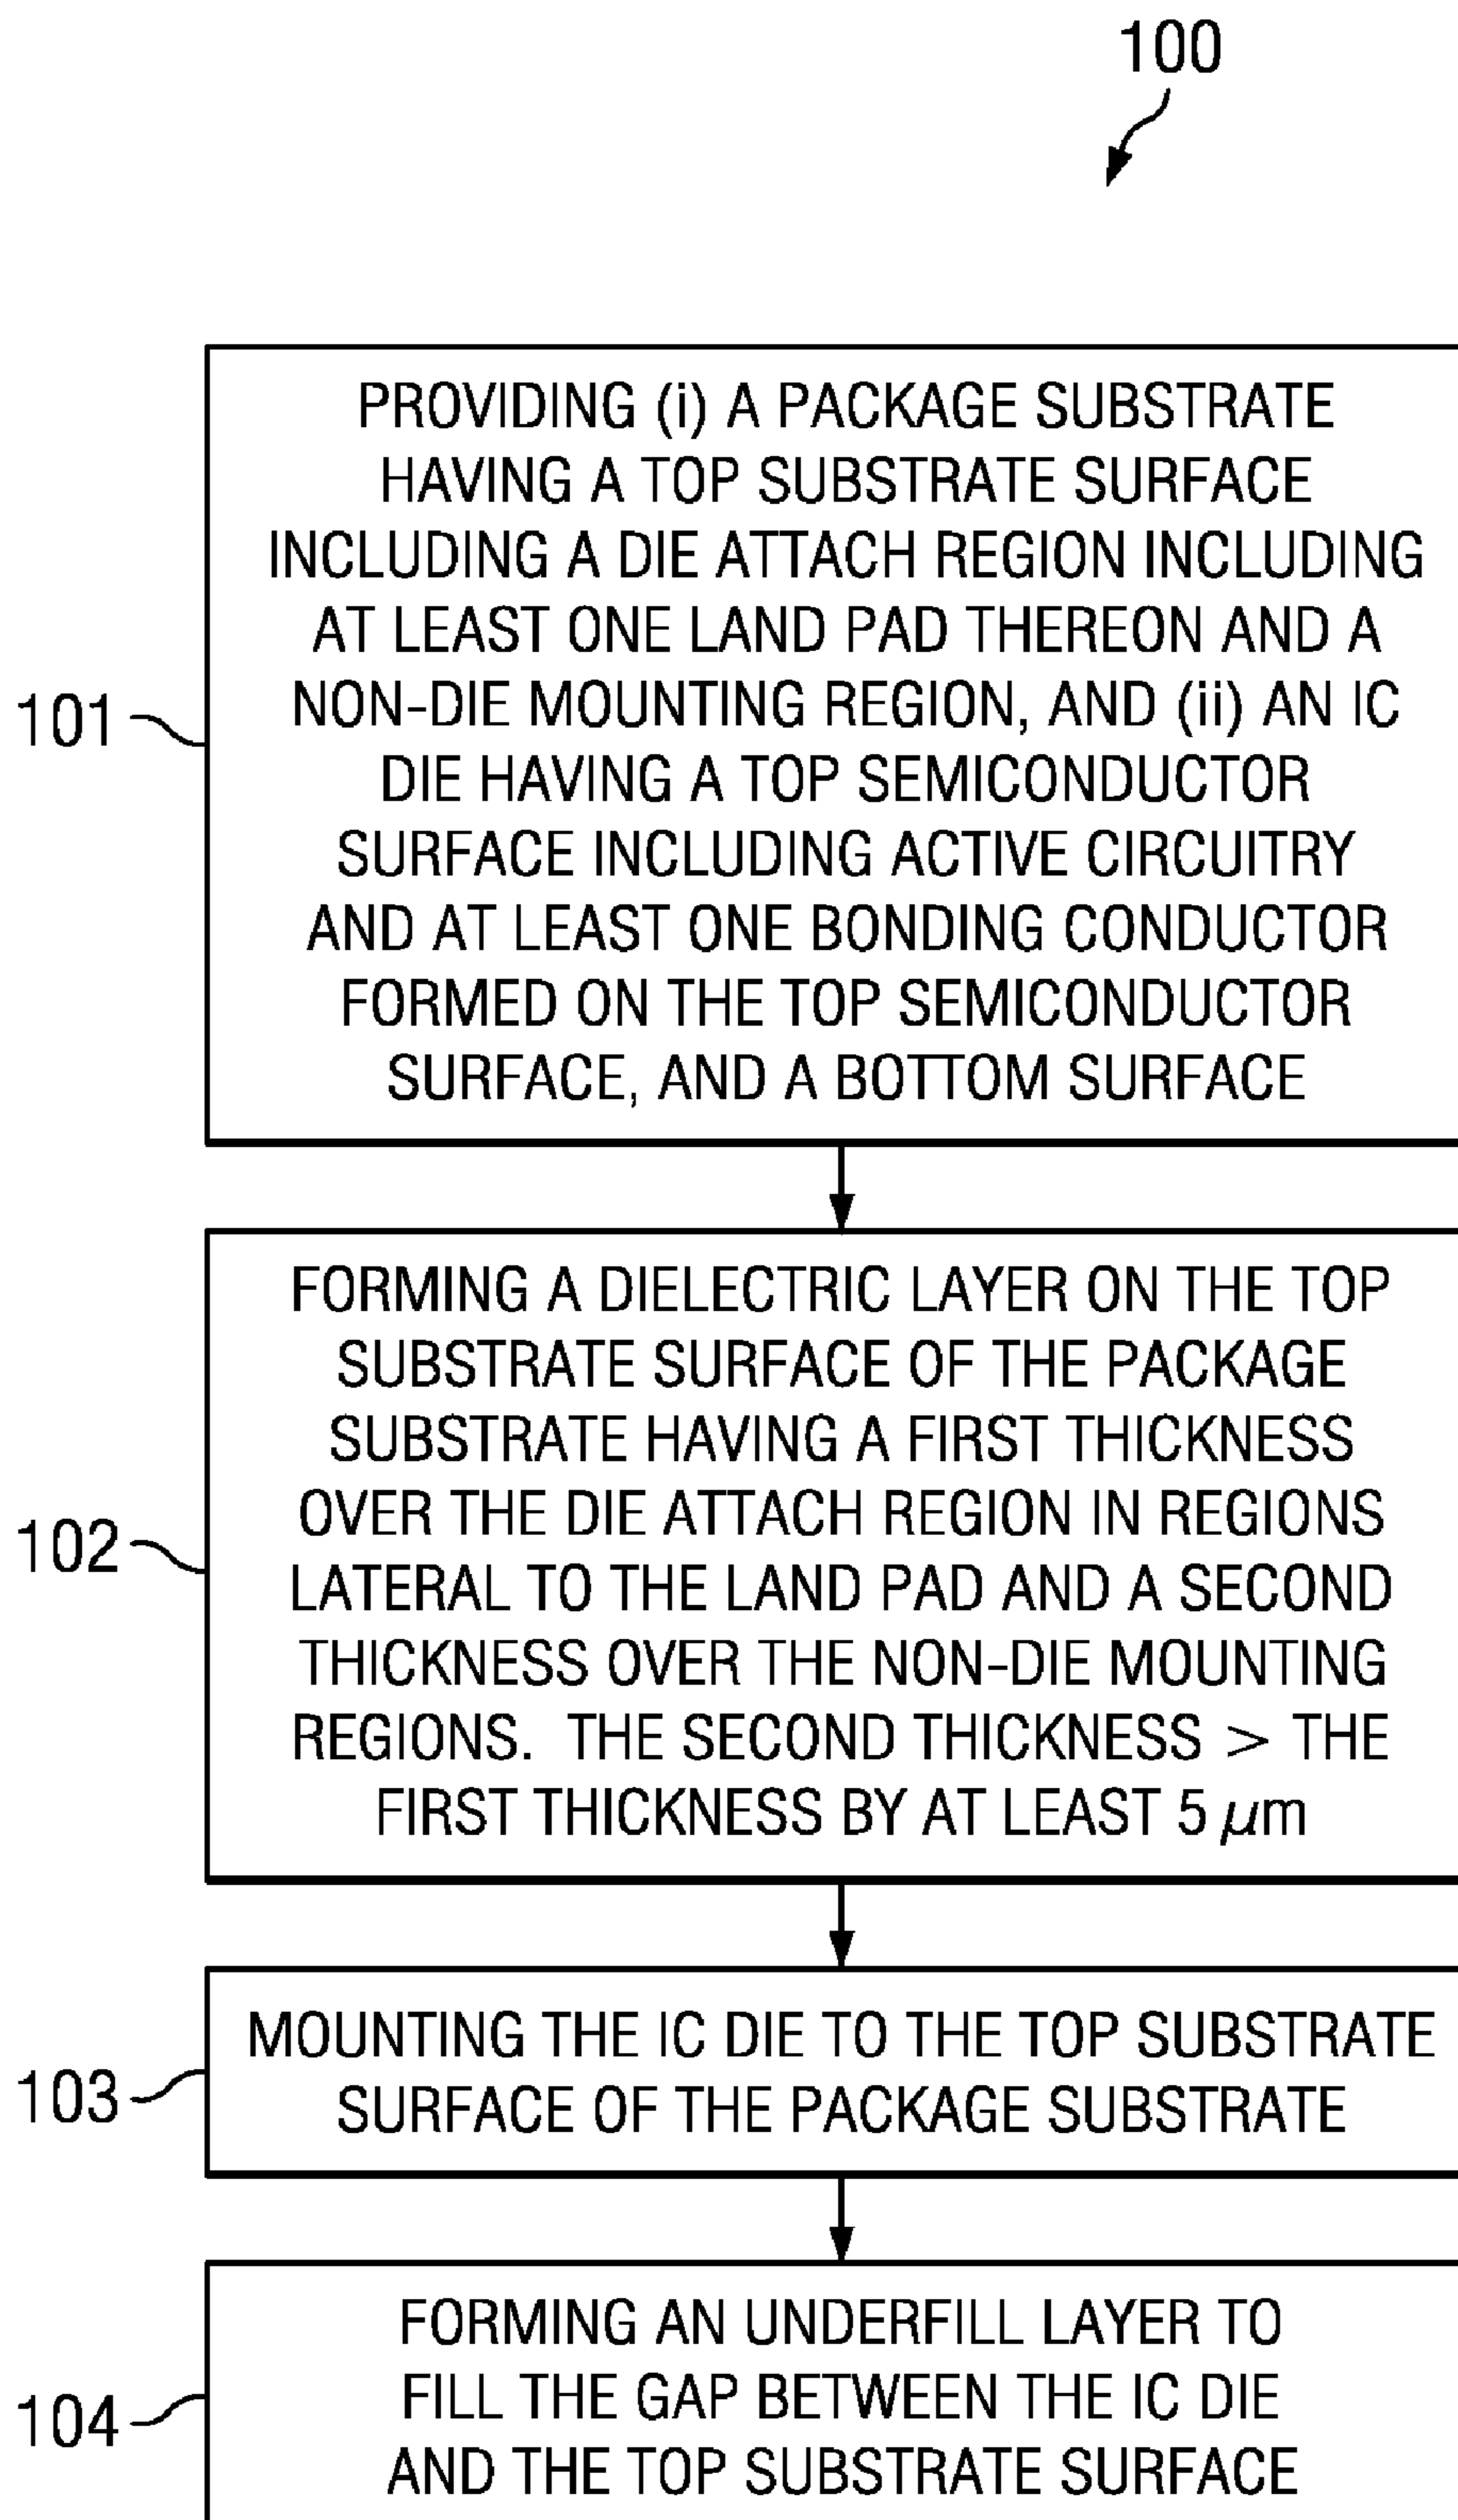 100
101
PROVIDING (i) A PACKAGE SUBSTRATE
HAVING A TOP SUBSTRATE SURFACE
INCLUDING A DIE ATTACH REGION INCLUDING
AT LEAST ONE LAND PAD THEREON AND A
NON-DIE MOUNTING REGION, AND (ii) AN IC
DIE HAVING A TOP SEMICONDUCTOR
SURFACE INCLUDING ACTIVE CIRCUITRY
AND AT LEAST ONE BONDING CONDUCTOR
FORMED ON THE TOP SEMICONDUCTOR
SURFACE, AND A BOTTOM SURFACE
102
FORMING A DIELECTRIC LAYER ON THE TOP
SUBSTRATE SURFACE OF THE PACKAGE
SUBSTRATE HAVING A FIRST THICKNESS
OVER THE DIE ATTACH REGION IN REGIONS
LATERAL TO THE LAND PAD AND A SECOND
THICKNESS OVER THE NON-DIE MOUNTING
REGIONS. THE SECOND THICKNESS > THE
FIRST THICKNESS BY AT LEAST 5 μm
103
MOUNTING THE IC DIE TO THE TOP SUBSTRATE
SURFACE OF THE PACKAGE SUBSTRATE
104
FORMING AN UNDERFILL LAYER TO
FILL THE GAP BETWEEN THE IC DIE
AND THE TOP SUBSTRATE SURFACE